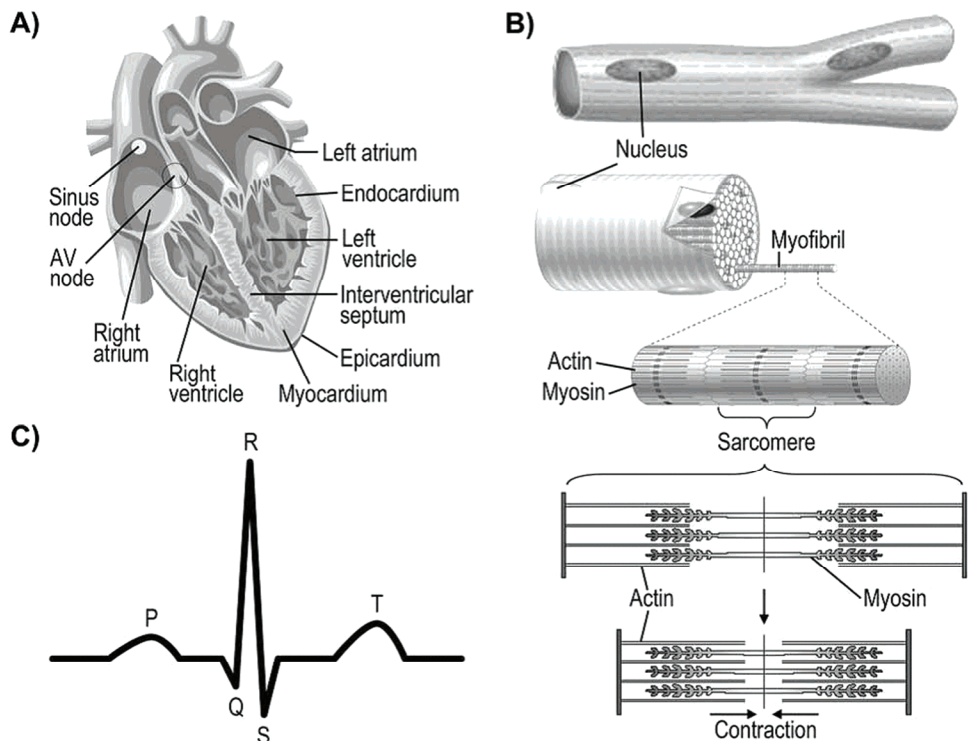 A)
Left atrium
Endocardium
Left
ventricle
Interventricular
septum
Epicardium
Myocardium
Right
ventricle
Right
atrium
AV
node
Sinus
node
B)
Nucleus
Myofibril
Actin
Myosin
Sarcomere
Actin
Myosin
Contraction
C)
R
P
T
Q
S